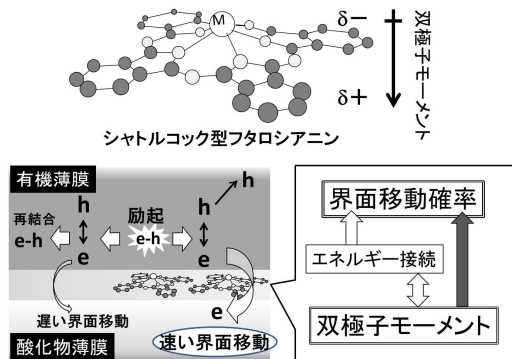 M
δ−
δ+
双極子モーメント
シャトルコック型フタロシアニン
有機薄膜
再結合
e-h
h
e
励起
e-h
h
h
e
e
遅い界面移動
速い界面移動
酸化物薄膜
界面移動確率
エネルギー接続
双極子モーメント